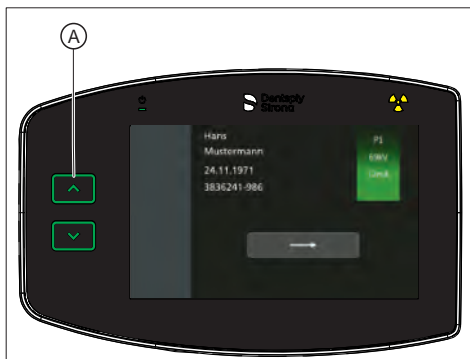 A
Dentsply
Sirona
Hans
Mustermann
24.11.1971
3836241-986
P1